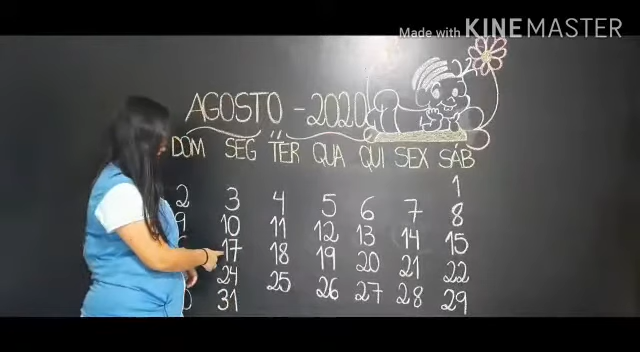 Made with KINEMASTER
AGOSTO - 2020
DOM SEG TER QUA QUI SEX SÁB
1
2 3 4 5 6 7 8
9 10 11 12 13 14 15
17 18 19 20 21 22
24 25 26 27 28 29
31